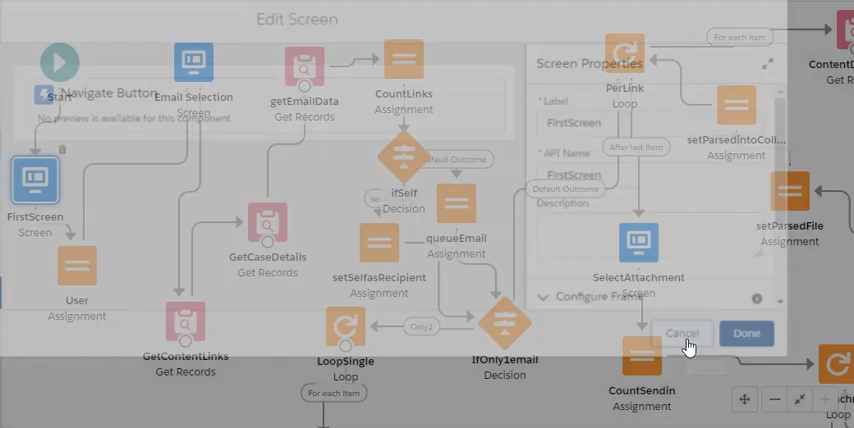 Edit Screen
For each item
ContentD
Get R
Screen Properties
Start
Navigate Button
No preview is available for this component.
Email Selection
Screen
getEmailData
Get Records
CountLinks
Assignment
PerLink
Loop
* Label
FirstScreen
setParsedintoColl...
Assignment
After last item
Default Outcome
* API Name
FirstScreen
Default Outcome
Description
ifSelf
Decision
FirstScreen
Screen
queueEmail
Assignment
setParsedFile
Assignment
GetCaseDetails
Get Records
setSelfasRecipient
Assignment
SelectAttachment
Screen
User
Assignment
Configure Frame
Only1
Cancel
Done
GetContentLinks
Get Records
LoopSingle
Loop
IfOnly1email
Decision
For each item
CountSendin
Assignment
Loop